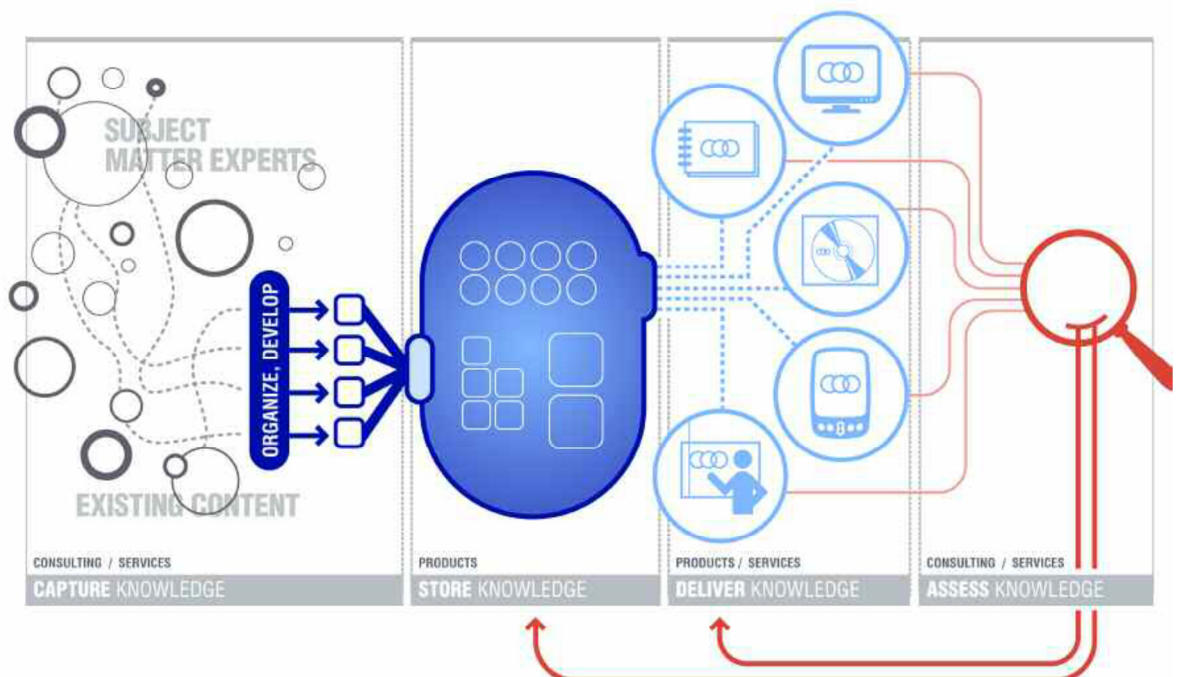 SUBJECT
MATTER EXPERTS
ORGANIZE, DEVELOP
EXISTING CONTENT
CONSULTING / SERVICES
CAPTURE KNOWLEDGE
PRODUCTS
STORE KNOWLEDGE
PRODUCTS / SERVICES
DELIVER KNOWLEDGE
CONSULTING / SERVICES
ASSESS KNOWLEDGE